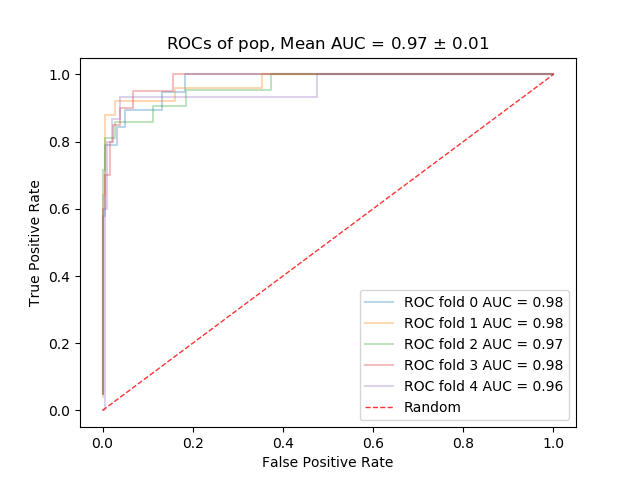 ROCs of pop, Mean AUC = 0.97 ± 0.01
True Positive Rate
1.0
0.8
0.6
0.4
0.2
0.0
ROC fold 0 AUC = 0.98
ROC fold 1 AUC = 0.98
ROC fold 2 AUC = 0.97
ROC fold 3 AUC = 0.98
ROC fold 4 AUC = 0.96
Random
0.0 0.2 0.4 0.6 0.8 1.0
False Positive Rate